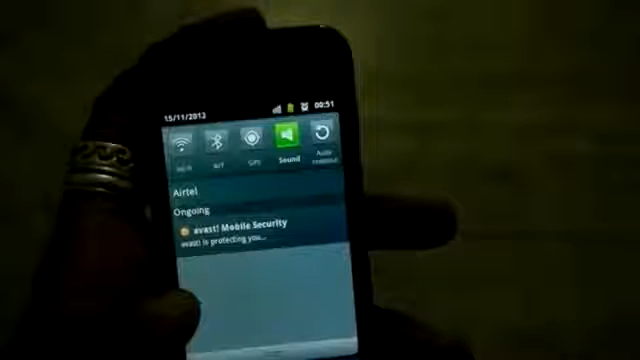 15/11/2013 00:51
Wi-Fi B/T GPS Sound Auto rotation
Airtel
Ongoing
avast! Mobile Security
avast! is protecting you...